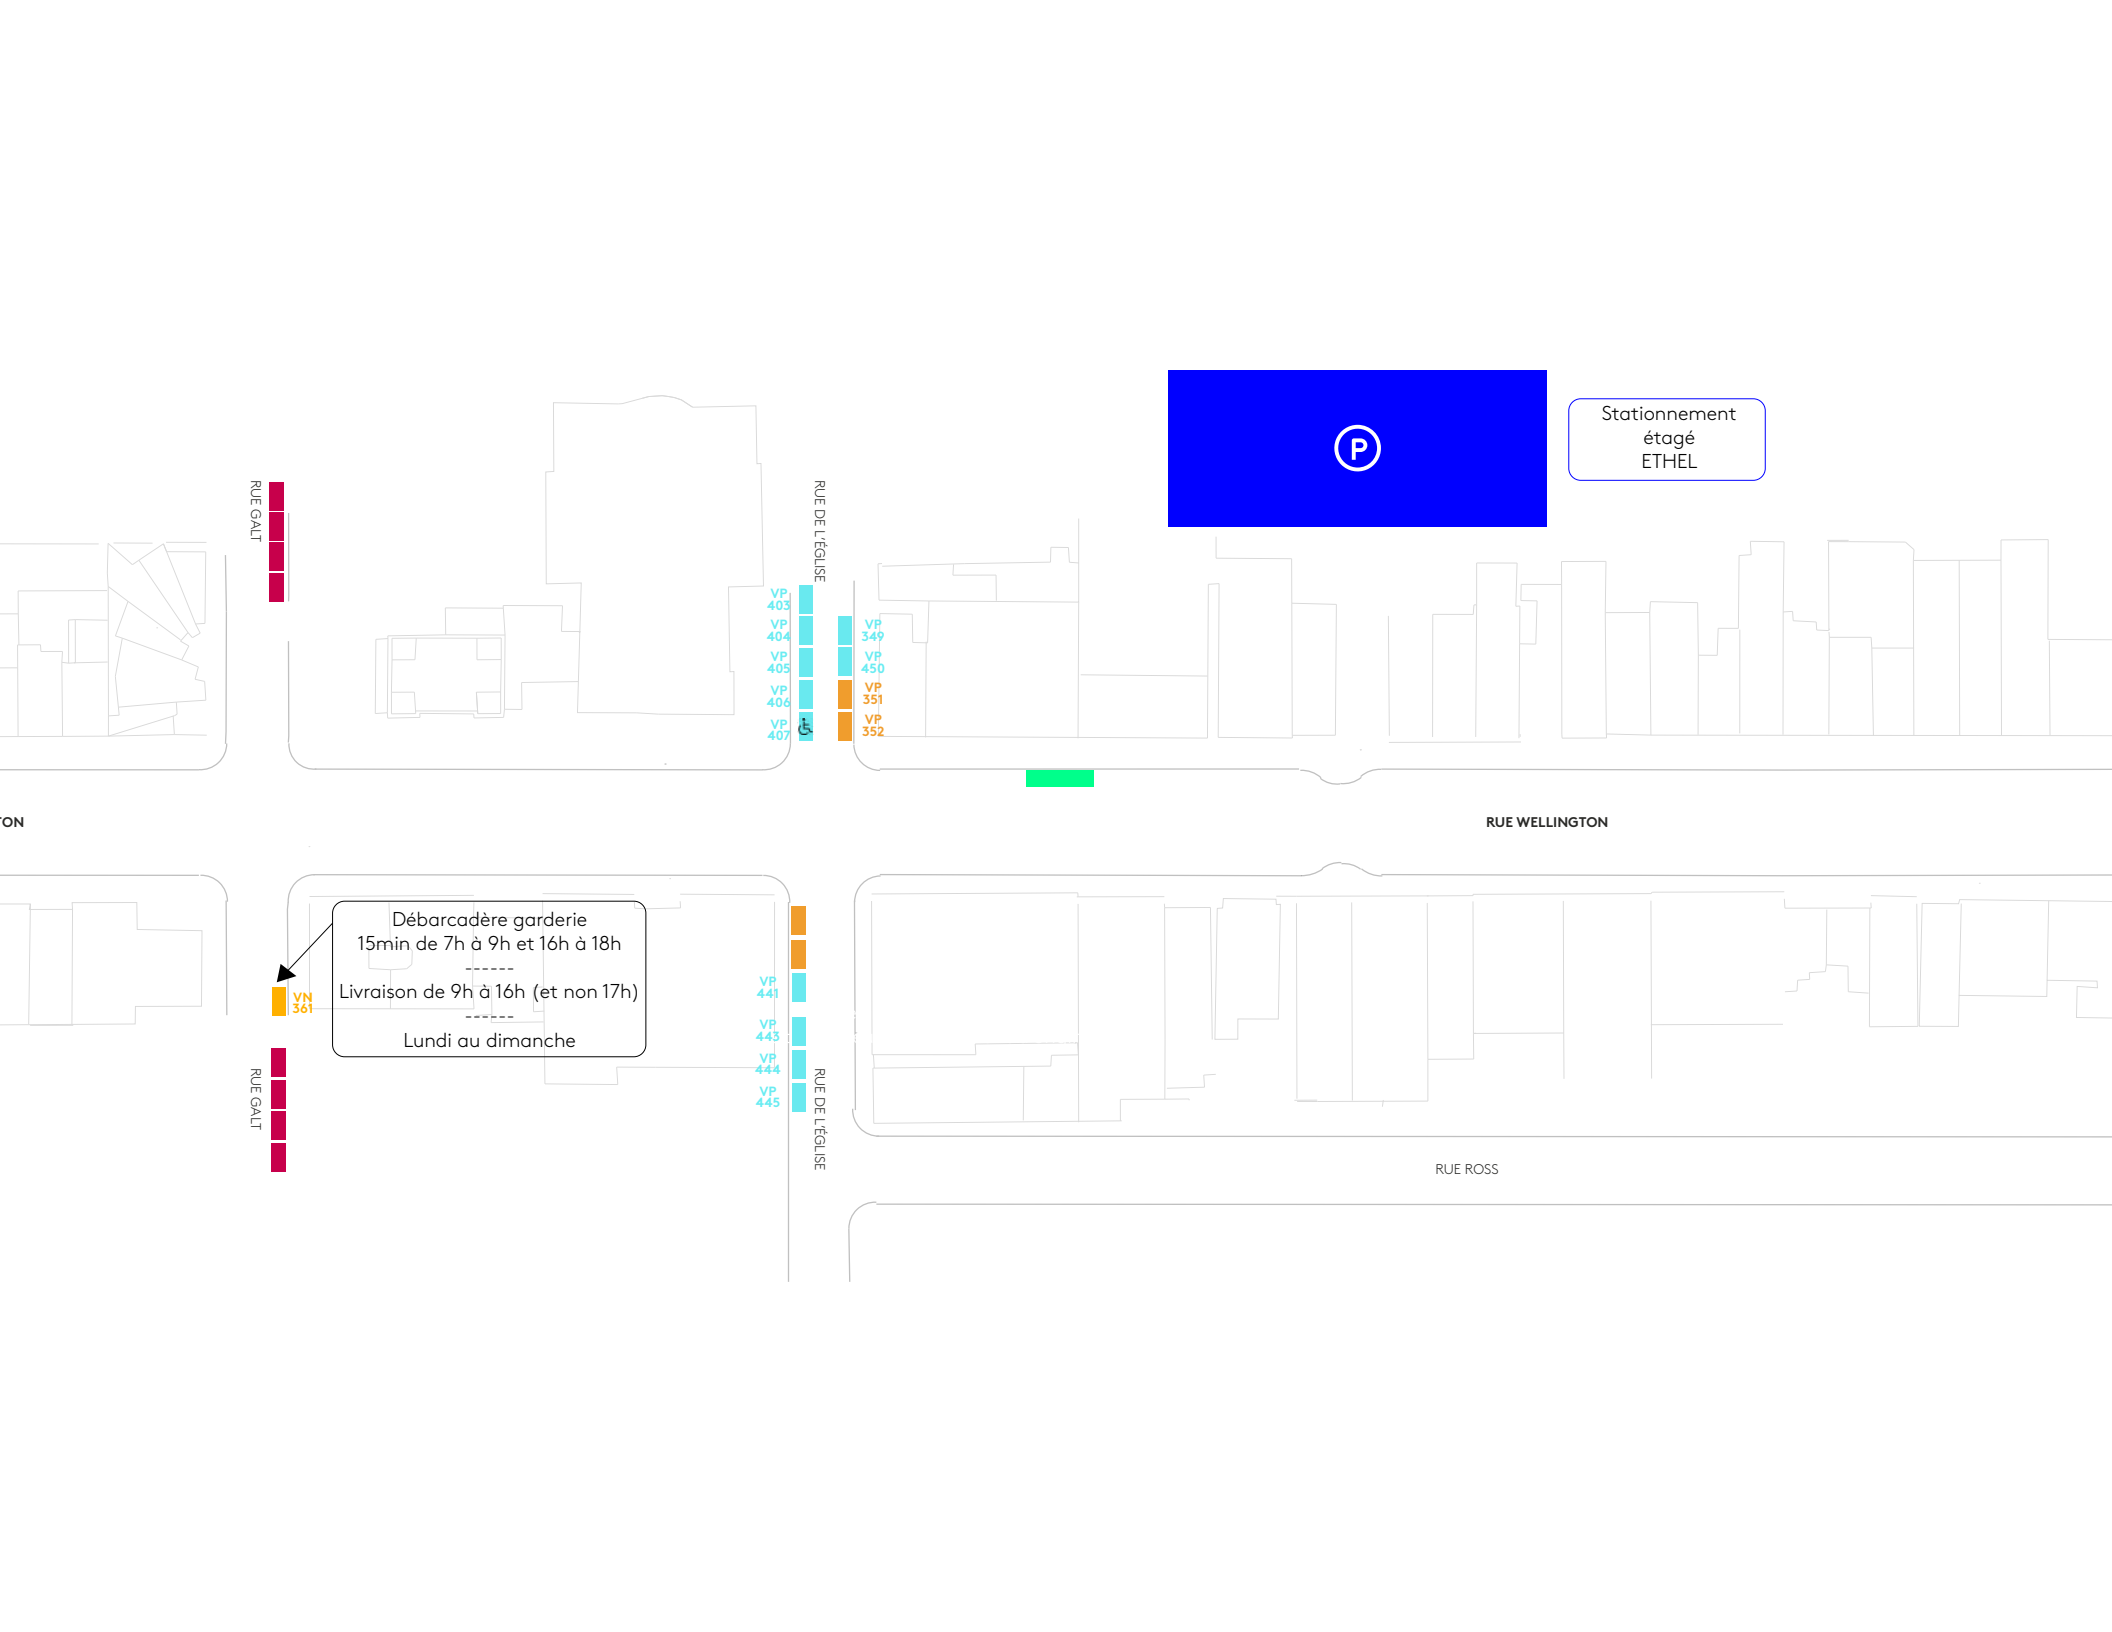 P
Stationnement
étagé
ETHEL
RUE GALT
RUE DE L'ÉGLISE
VP
403
VP
404
VP
405
VP
406
VP
407
VP
349
VP
450
VP
351
VP
352
TON
RUE WELLINGTON
Débarcadère garderie
15min de 7h à 9h et 16h à 18h
------
Livraison de 9h à 16h (et non 17h)
------
Lundi au dimanche
VN
361
VP
441
VP
443
VP
444
VP
445
RUE GALT
RUE DE L'ÉGLISE
RUE ROSS